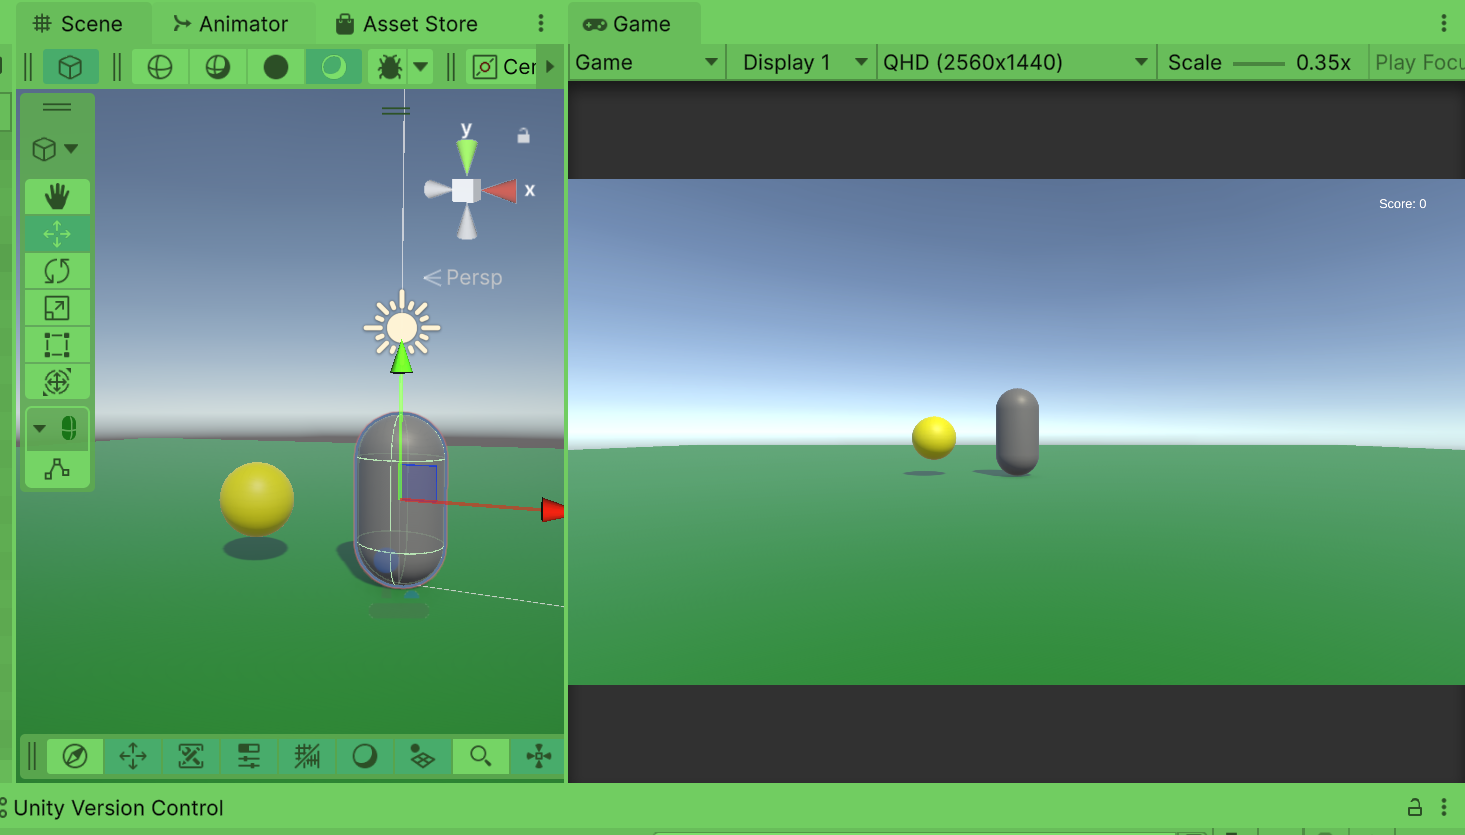 Scene
Animator
Asset Store
Game
Cer
Game
Display 1
QHD (2560x1440)
Scale
0.35x
Play Focu
y
x
Persp
Score: 0
Unity Version Control